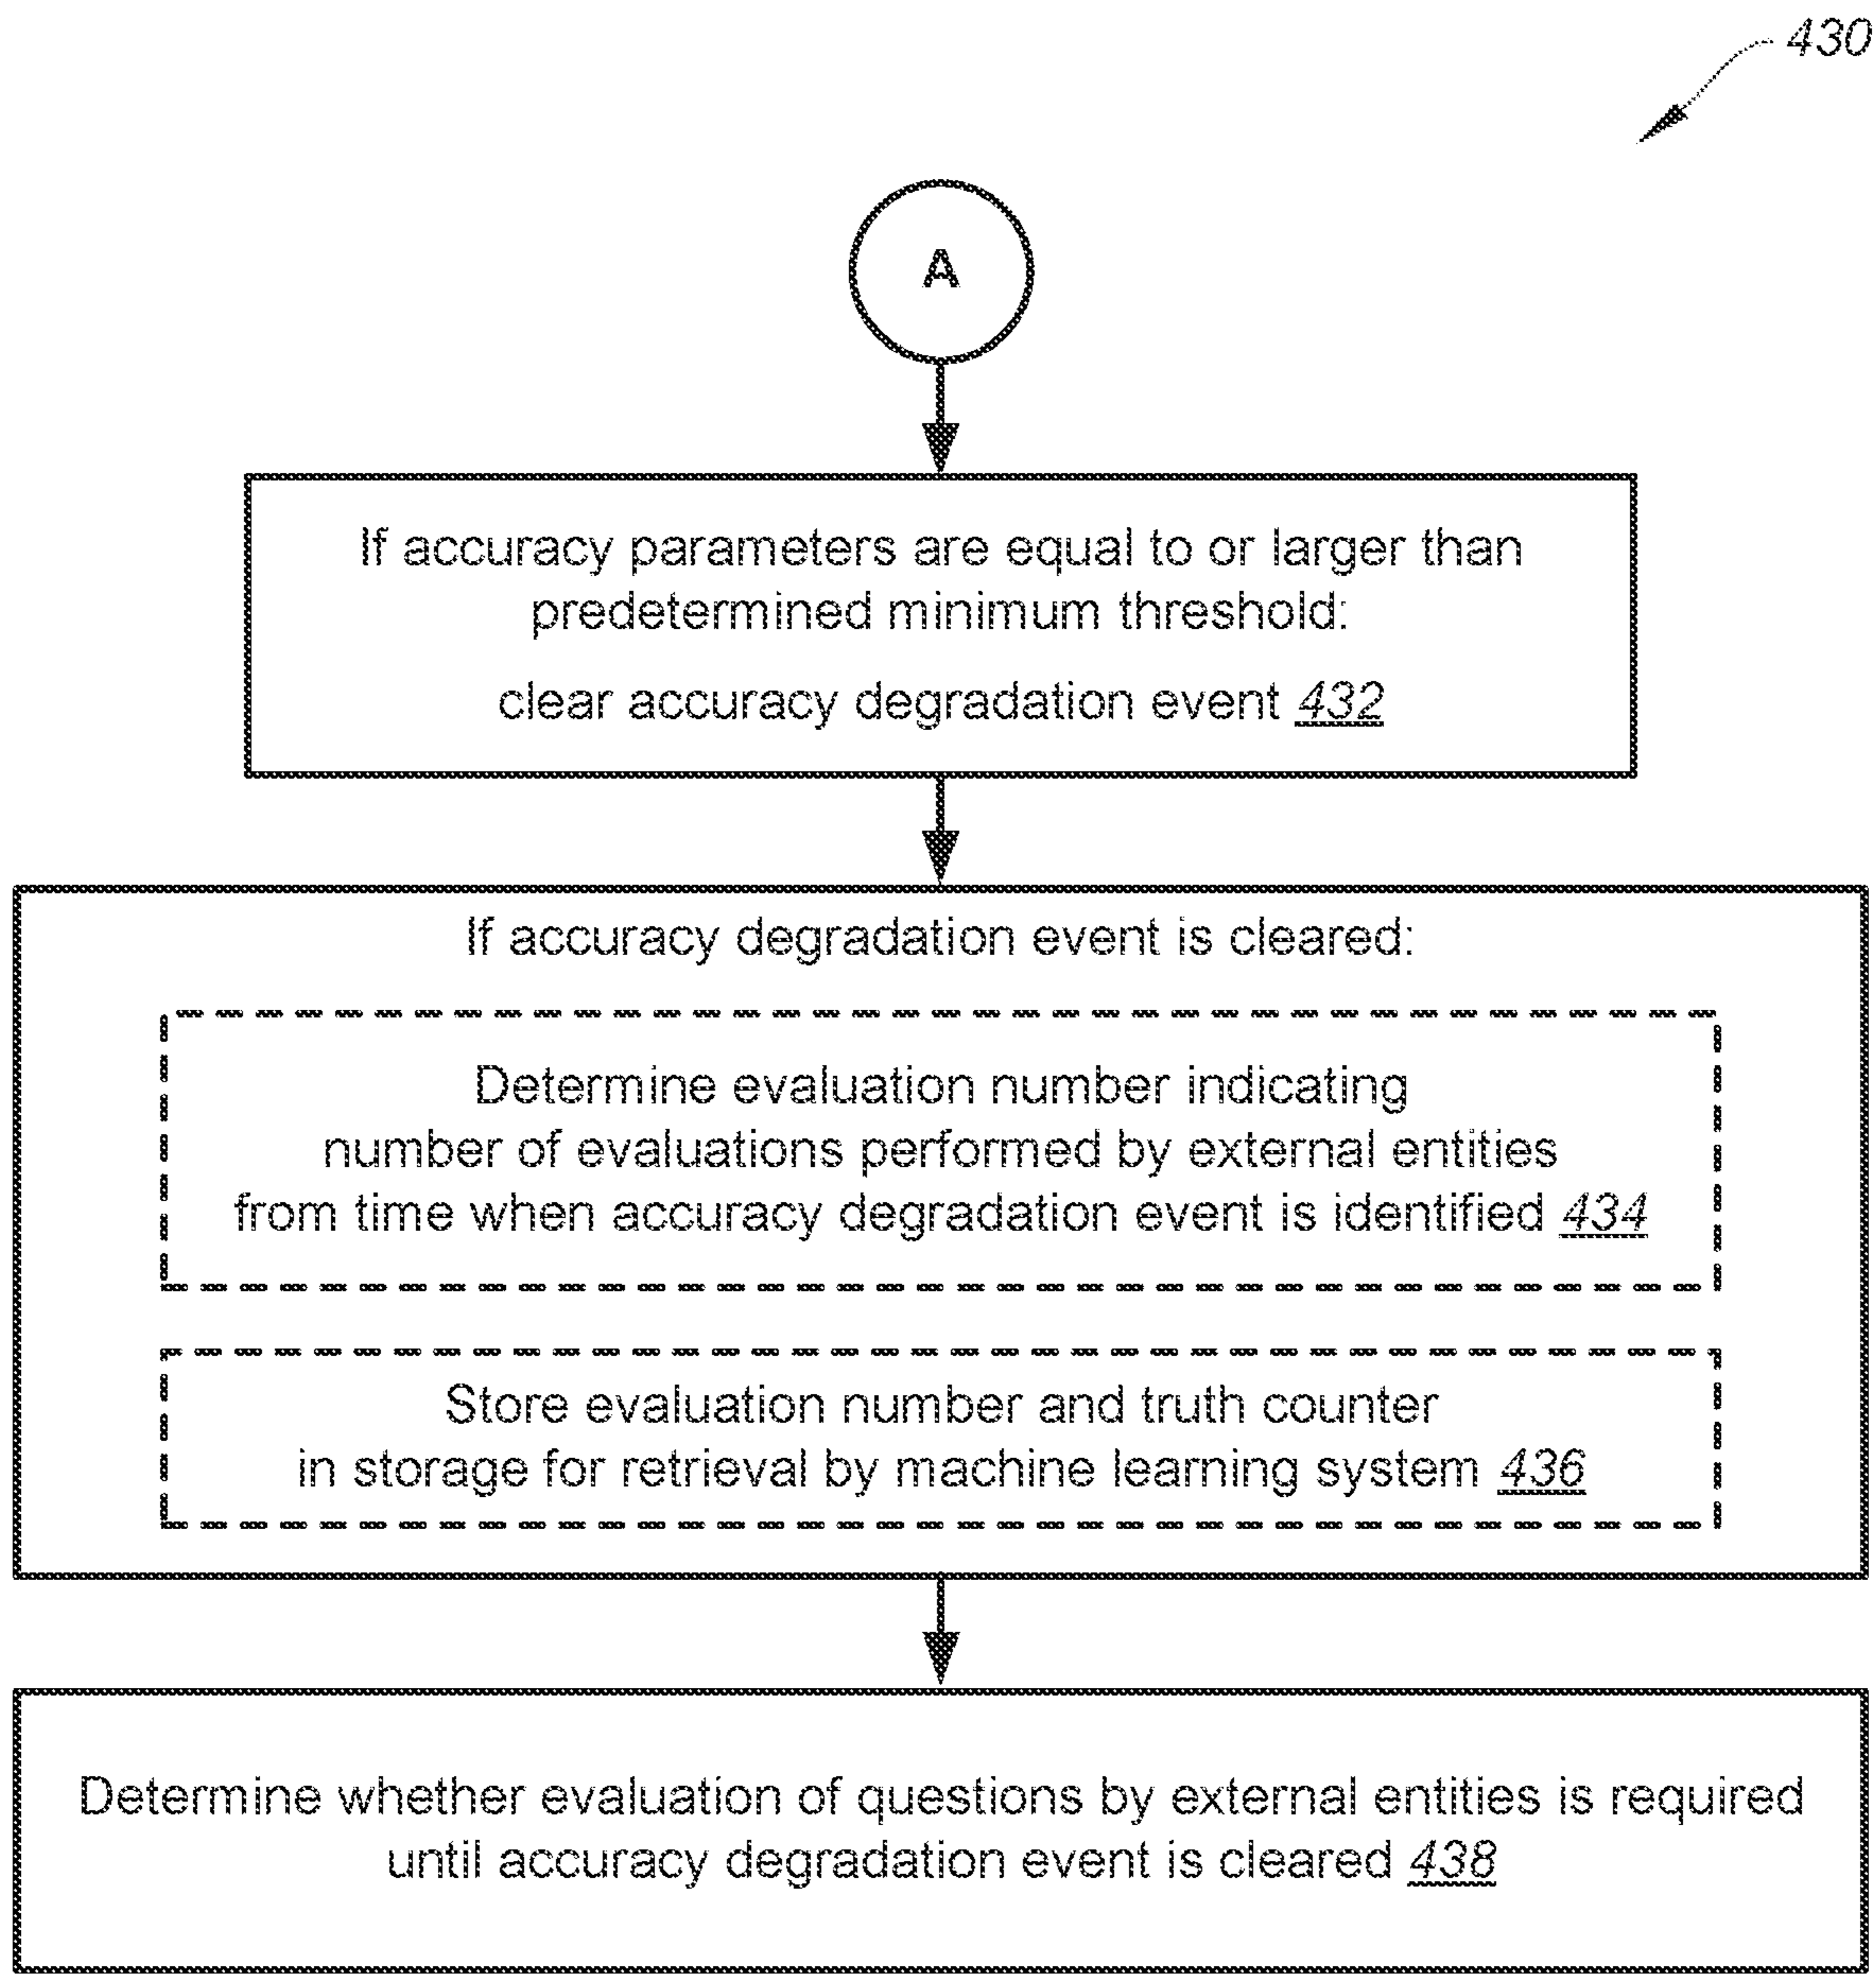 430
A
If accuracy parameters are equal to or larger than
predetermined minimum threshold:
clear accuracy degradation event 432
If accuracy degradation event is cleared:
Determine evaluation number indicating
number of evaluations performed by external entities
from time when accuracy degradation event is identified 434
Store evaluation number and truth counter
in storage for retrieval by machine learning system 436
Determine whether evaluation of questions by external entities is required
until accuracy degradation event is cleared 438